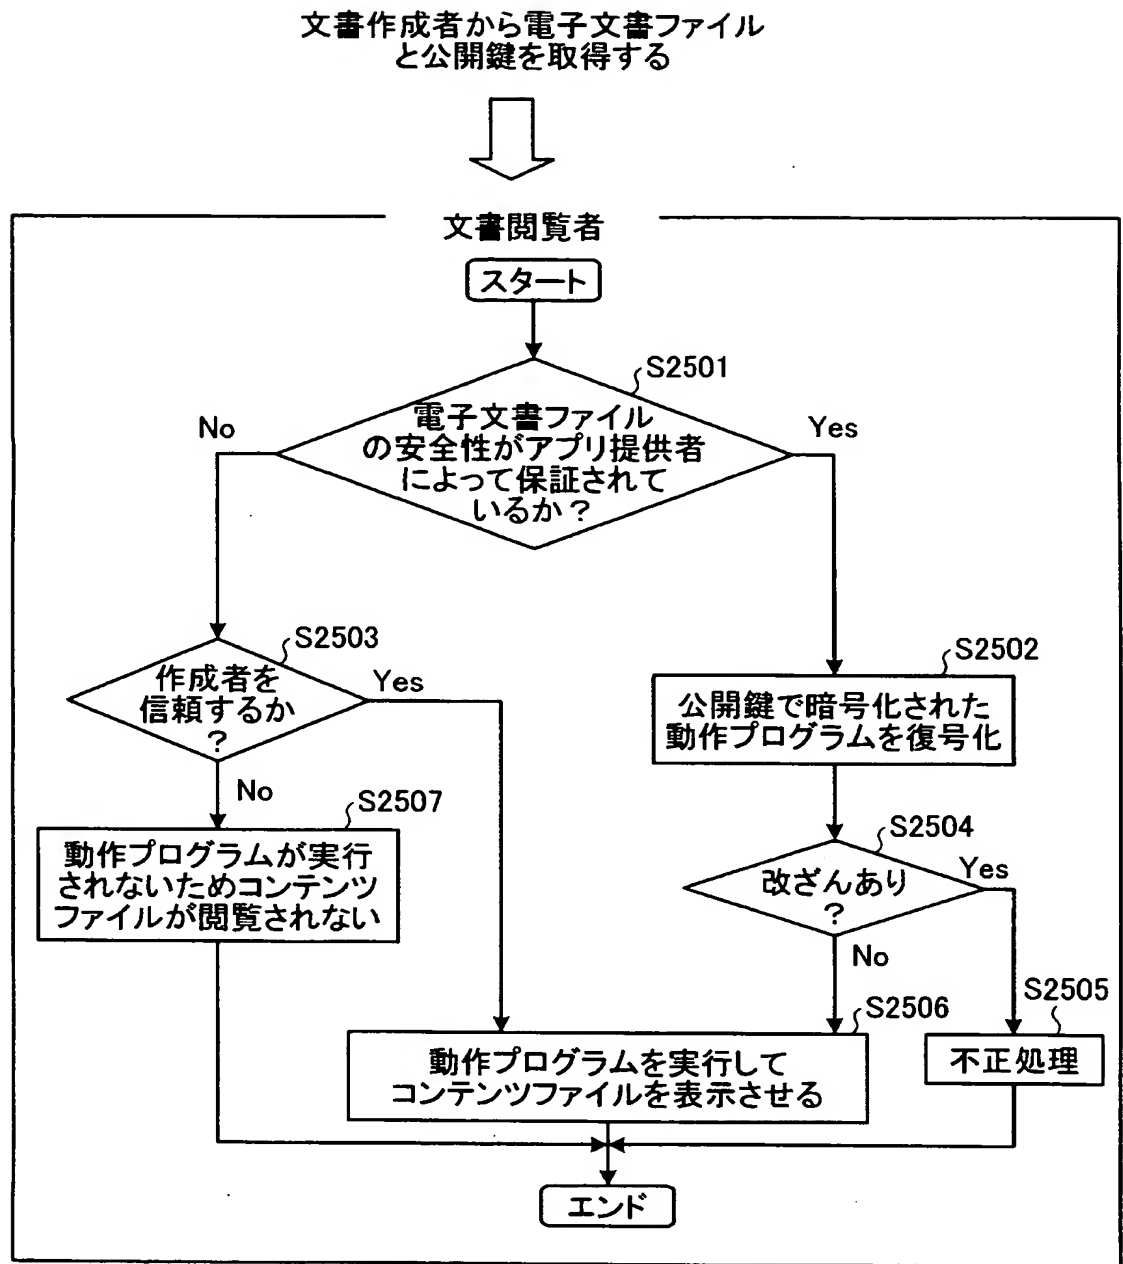 文書作成者から電子文書ファイル
と公開鍵を取得する
文書閲覧者
スタート
S2501
電子文書ファイル
の安全性がアプリ提供者
によって保証されて
いるか?
No
Yes
S2503
作成者を
信頼するか
?
Yes
No
S2502
公開鍵で暗号化された
動作プログラムを復号化
S2507
動作プログラムが実行
されないためコンテンツ
ファイルが閲覧されない
S2504
改ざんあり
?
Yes
No
S2506
動作プログラムを実行して
コンテンツファイルを表示させる
S2505
不正処理
エンド